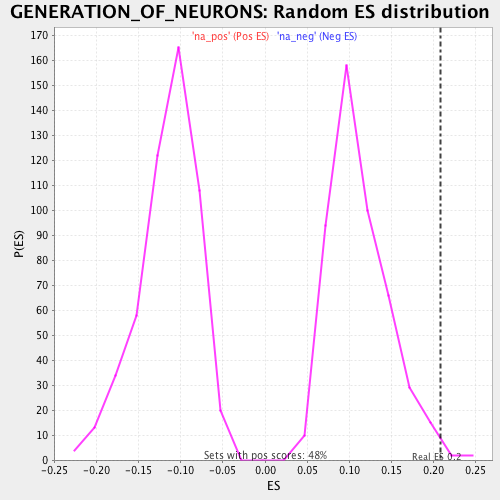 GENERATION_OF_NEURONS: Random ES distribution
'na_pos' (Pos ES) 'na_neg' (Neg ES)
170
160
150
140
130
120
110
100
90
80
70
60
50
40
30
20
10
0
P(ES)
Sets with pos scores: 48%
Real ES 0.2
-0.25 -0.20 -0.15 -0.10 -0.05 0.00 0.05 0.10 0.15 0.20 0.25
ES